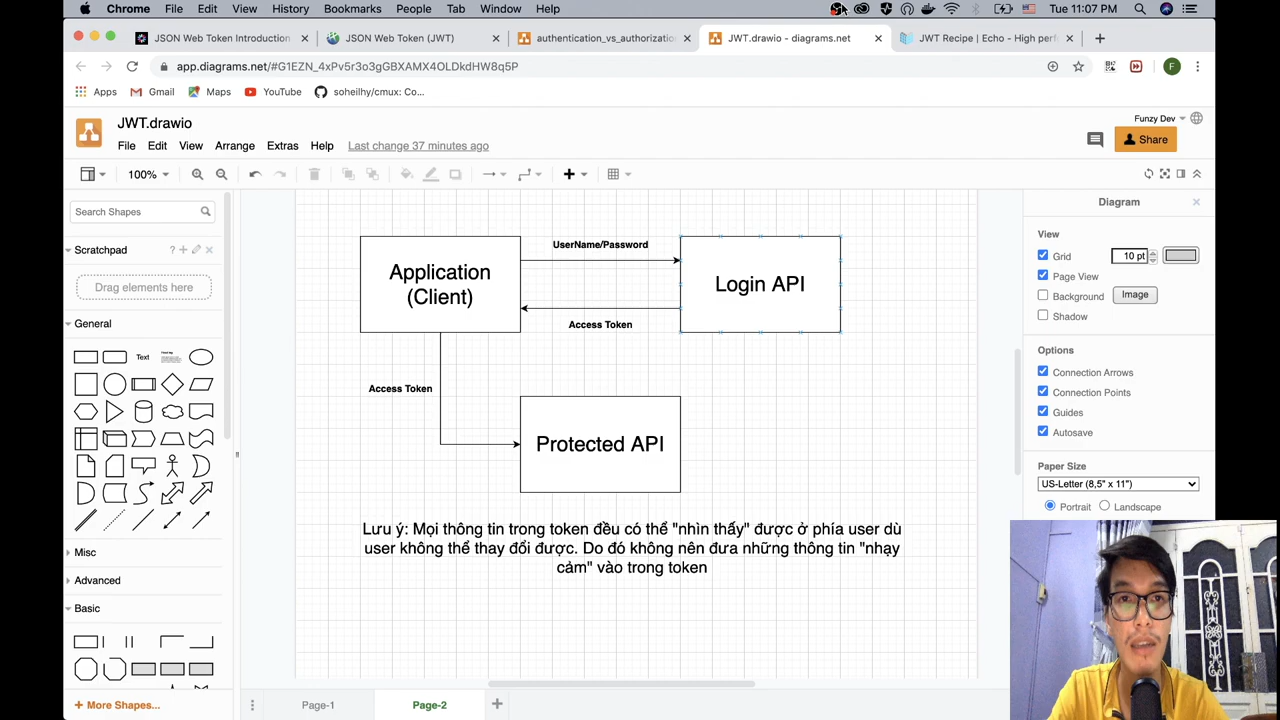 Chrome File Edit View History Bookmarks People Tab Window Help Tue 11:07 PM
JSON Web Token Introduction
JSON Web Token (JWT)
authentication_vs_authorizatio
JWT.drawio - diagrams.net
JWT Recipe | Echo - High perf
app.diagrams.net/#G1EZN_4xPv5r3o3gGBXAMX4OLDkdHW8q5P
F
Apps Gmail Maps YouTube soheilhy/cmux: Co...
JWT.drawio
Funzy Dev
File Edit View Arrange Extras Help Last change 37 minutes ago
Share
100%
Search Shapes
Scratchpad
?
Drag elements here
General
Text
Misc
Advanced
Basic
+ More Shapes...
UserName/Password
Application
(Client)
Login API
Access Token
Access Token
Protected API
Lưu ý: Mọi thông tin trong token đều có thể "nhìn thấy" được ở phía user dù
user không thể thay đổi được. Do đó không nên đưa những thông tin "nhạy
cảm" vào trong token
Page-1
Page-2
Diagram
View
Grid
10 pt
Page View
Background
Image
Shadow
Options
Connection Arrows
Connection Points
Guides
Autosave
Paper Size
US-Letter (8,5" x 11")
Portrait
Landscape